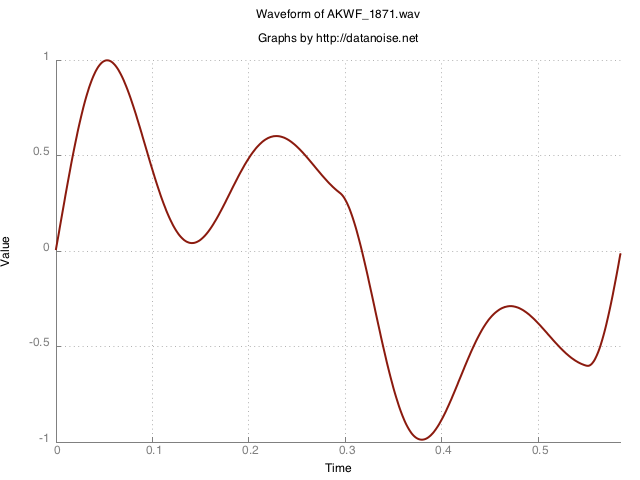 Waveform of AKWF_1871.wav
Graphs by http://datanoise.net
1
0.5
0
-0.5
-1
Value
0 0.1 0.2 0.3 0.4 0.5
Time